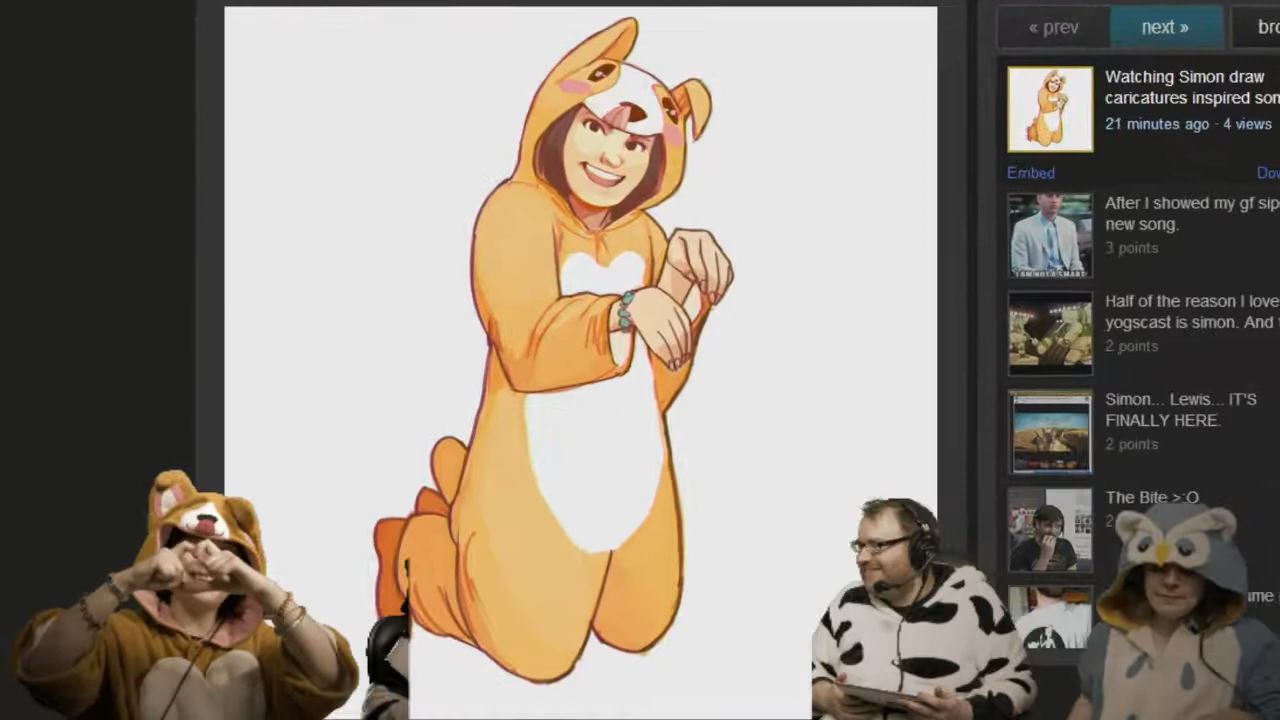 « prev
next »
Watching Simon draw
caricatures inspired
21 minutes ago · 4 views
Embed
After I showed my gf
new song.
3 points
Half of the reason I love
yogscast is simon. And
2 points
Simon... Lewis... IT'S
FINALLY HERE.
2 points
The Bite >:O
2